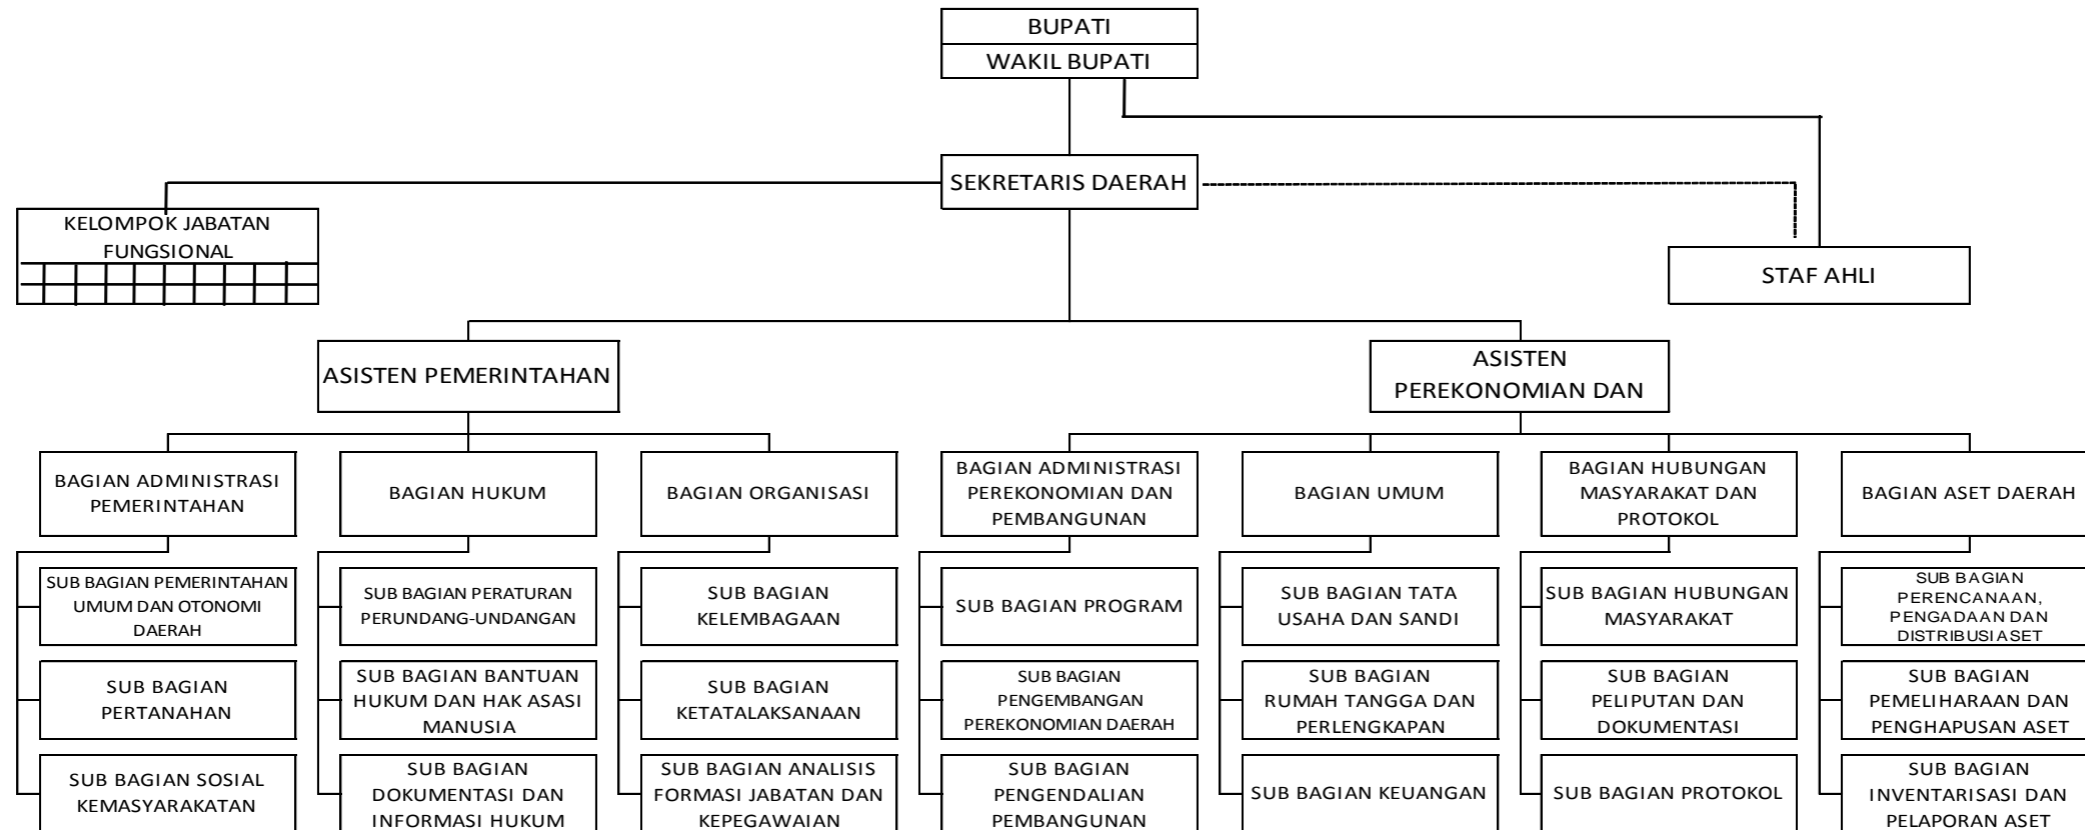 BUPATI
WAKIL BUPATI
SEKRETARIS DAERAH
KELOMPOK JABATAN
FUNGSIONAL
STAF AHLI
ASISTEN PEMERINTAHAN
ASISTEN
PEREKONOMIAN DAN
BAGIAN ADMINISTRASI
PEMERINTAHAN
BAGIAN HUKUM
BAGIAN ORGANISASI
BAGIAN ADMINISTRASI
PEREKONOMIAN DAN
PEMBANGUNAN
BAGIAN UMUM
BAGIAN HUBUNGAN
MASYARAKAT DAN
PROTOKOL
BAGIAN ASET DAERAH
SUB BAGIAN PEMERINTAHAN
UMUM DAN OTONOMI
DAERAH
SUB BAGIAN PERATURAN
PERUNDANG-UNDANGAN
SUB BAGIAN
KELEMBAGAAN
SUB BAGIAN PROGRAM
SUB BAGIAN TATA
USAHA DAN SANDI
SUB BAGIAN HUBUNGAN
MASYARAKAT
SUB BAGIAN
PERENCANAAN,
PENGADAAN DAN
DISTRIBUSI ASET
SUB BAGIAN
PERTANAHAN
SUB BAGIAN BANTUAN
HUKUM DAN HAK ASASI
MANUSIA
SUB BAGIAN
KETATALAKSANAAN
SUB BAGIAN
PENGEMBANGAN
PEREKONOMIAN DAERAH
SUB BAGIAN
RUMAH TANGGA DAN
PERLENGKAPAN
SUB BAGIAN
PELIPUTAN DAN
DOKUMENTASI
SUB BAGIAN
PEMELIHARAAN DAN
PENGHAPUSAN ASET
SUB BAGIAN SOSIAL
KEMASYARAKATAN
SUB BAGIAN
DOKUMENTASI DAN
INFORMASI HUKUM
SUB BAGIAN ANALISIS
FORMASI JABATAN DAN
KEPEGAWAIAN
SUB BAGIAN
PENGENDALIAN
PEMBANGUNAN
SUB BAGIAN KEUANGAN
SUB BAGIAN PROTOKOL
SUB BAGIAN
INVENTARISASI DAN
PELAPORAN ASET